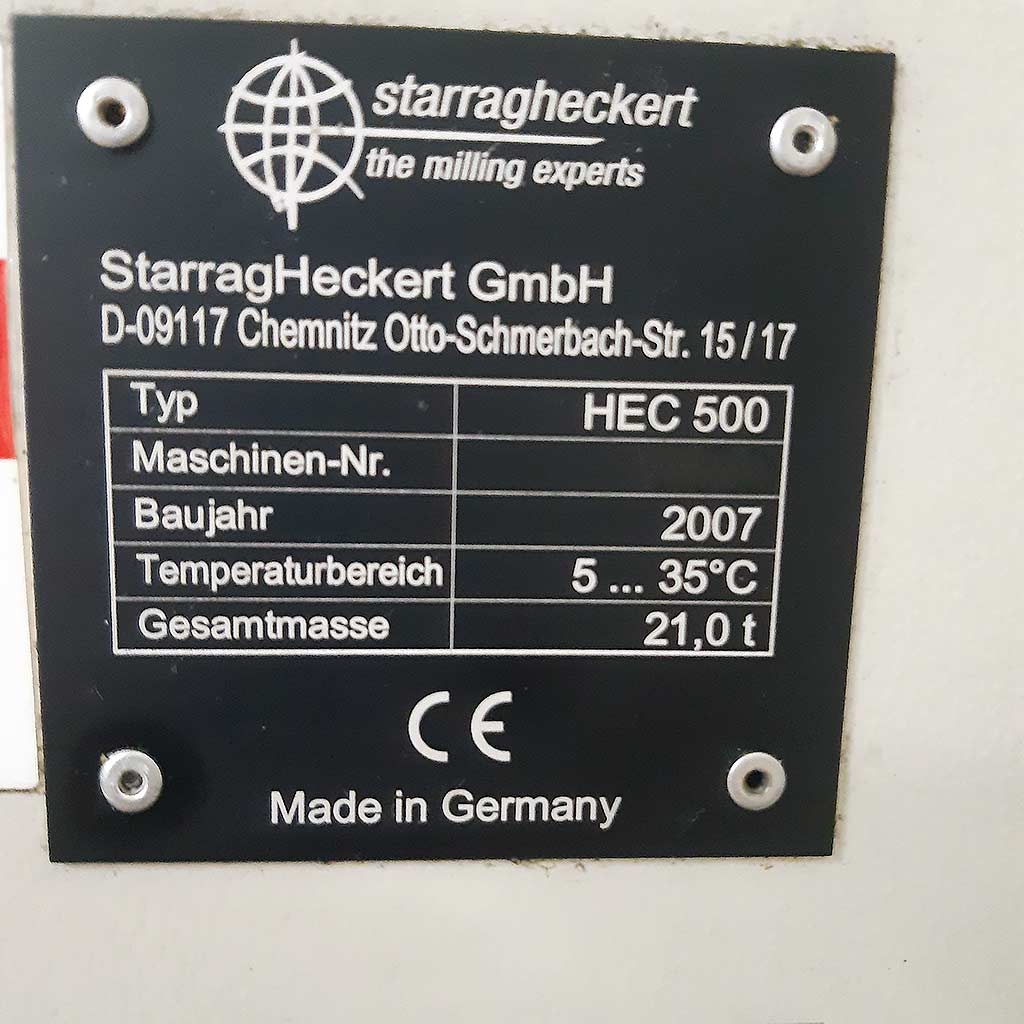 starragheckert
the milling experts
StarragHeckert GmbH
D-09117 Chemnitz Otto-Schmerbach-Str. 15 / 17
Typ HEC 500
Maschinen-Nr.
Baujahr 2007
Temperaturbereich 5 ... 35°C
Gesamtmasse 21,0 t
CE
Made in Germany